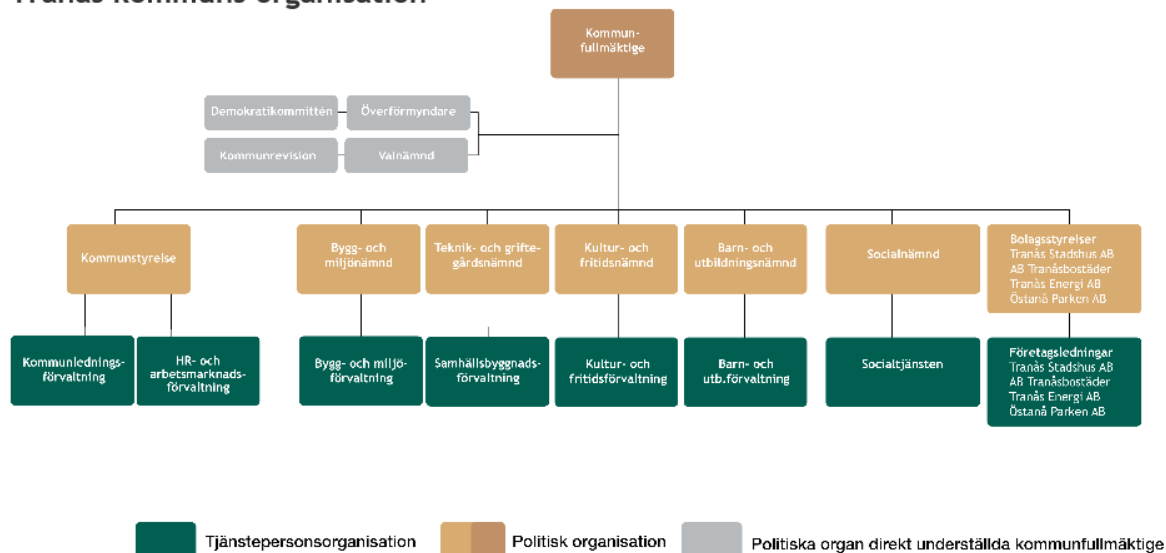 Tranås kommuns organisation
Kommun-
fullmäktige
Demokratikommittén
Överförmyndare
Kommunrevision
Valnämnd
Kommunstyrelse
Bygg- och
miljönämnd
Teknik- och grifte-
gårdsnämnd
Kultur- och
fritidsnämnd
Barn- och
utbildningsnämnd
Socialnämnd
Bolagsstyrelser
Tranås Stadshus AB
AB Tranåsbostäder
Tranås Energi AB
Östanå Parken AB
Kommunlednings-
förvaltning
HR- och
arbetsmarknads-
förvaltning
Bygg- och miljö-
förvaltning
Samhällsbyggnads-
förvaltning
Kultur- och
fritidsförvaltning
Barn- och
utb.förvaltning
Socialtjänsten
Företagsledningar
Tranås Stadshus AB
AB Tranåsbostäder
Tranås Energi AB
Östanå Parken AB
Tjänstepersonsorganisation
Politisk organisation
Politiska organ direkt underställda kommunfullmäktige